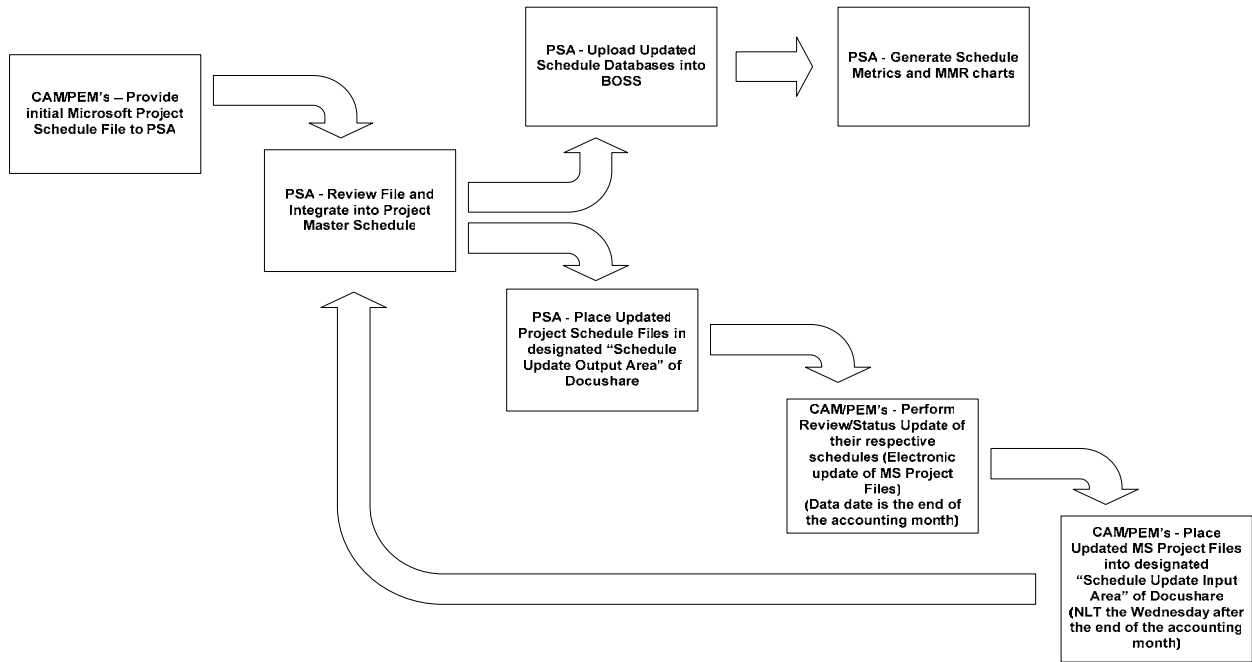 CAM/PEM's – Provide
initial Microsoft Project
Schedule File to PSA
PSA - Upload Updated
Schedule Databases into
BOSS
PSA - Generate Schedule
Metrics and MMR charts
PSA - Review File and
Integrate into Project
Master Schedule
PSA - Place Updated
Project Schedule Files in
designated “Schedule
Update Output Area” of
Docushare
CAM/PEM's - Perform
Review/Status Update of
their respective
schedules (Electronic
update of MS Project
Files)
(Data date is the end of
the accounting month)
CAM/PEM's - Place
Updated MS Project Files
into designated
“Schedule Update Input
Area” of Docushare
(NLT the Wednesday after
the end of the accounting
month)